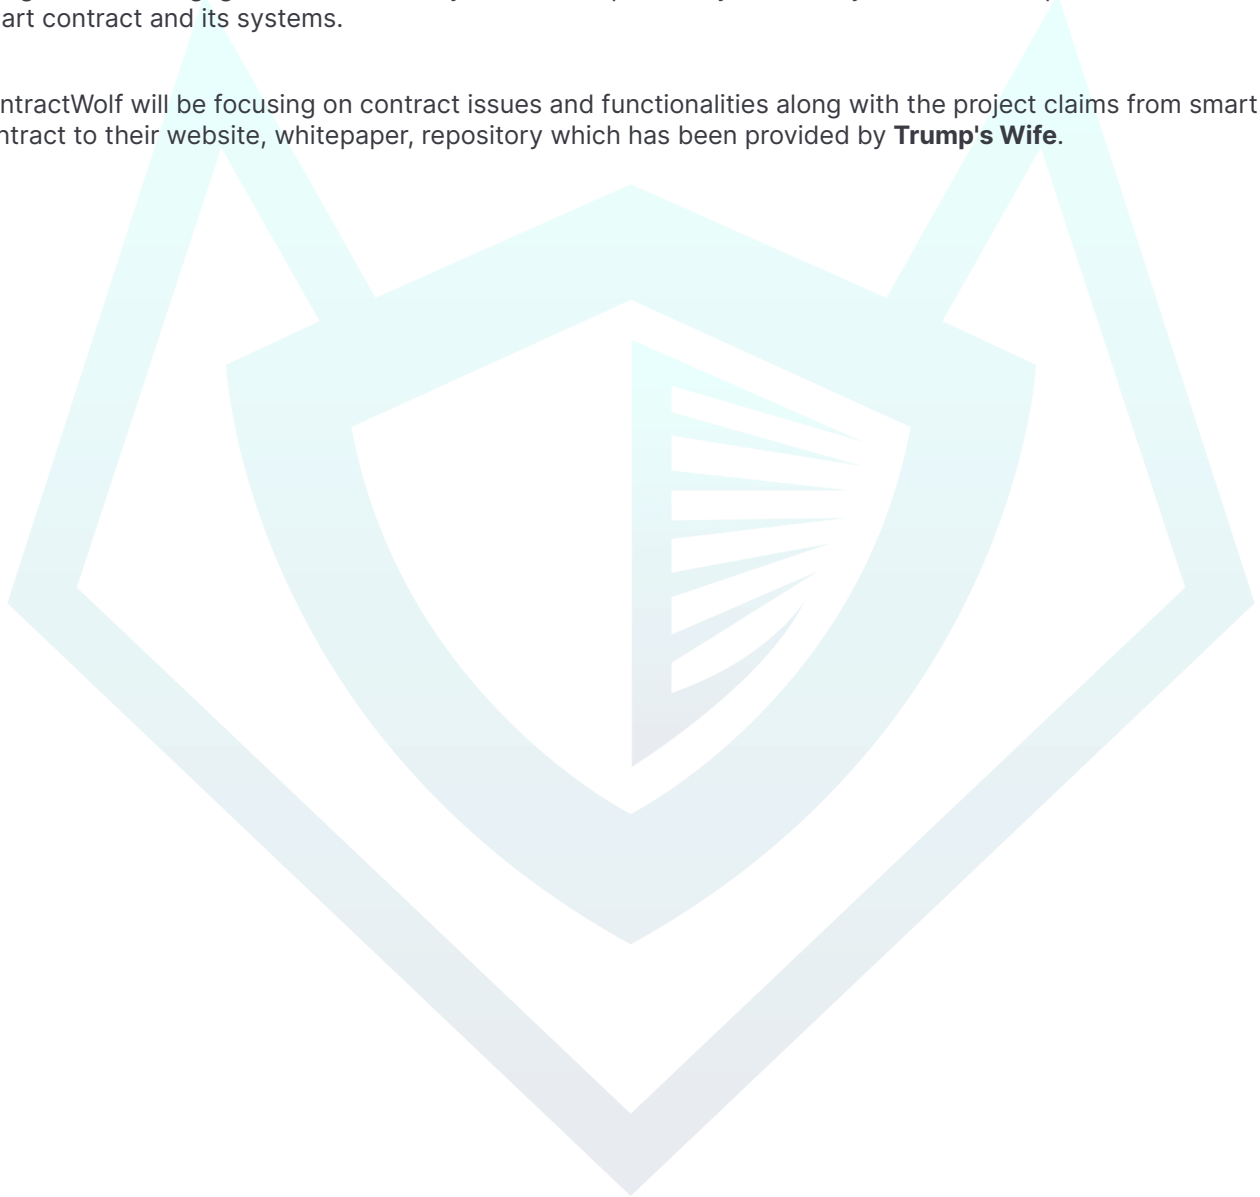 art contract and its systems.
ntractWolf will be focusing on contract issues and functionalities along with the project claims from smart
ntract to their website, whitepaper, repository which has been provided by Trump's Wife.